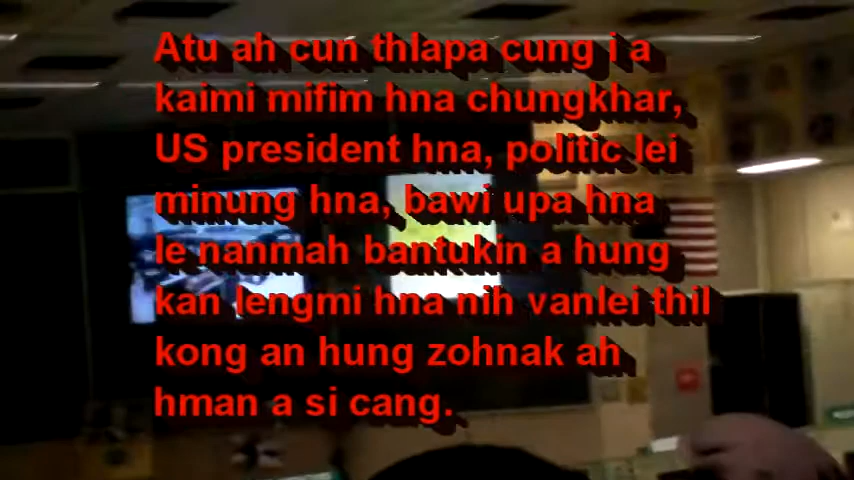 Atu ah cun thlapa cung i a
kaimi mifim hna chungkhar,
US president hna, politic lei
minung hna, bawi upa hna
le nanmah bantukin a hung
kan lengmi hna nih vanlei thil
kong an hung zohnak ah
hman a si cang.